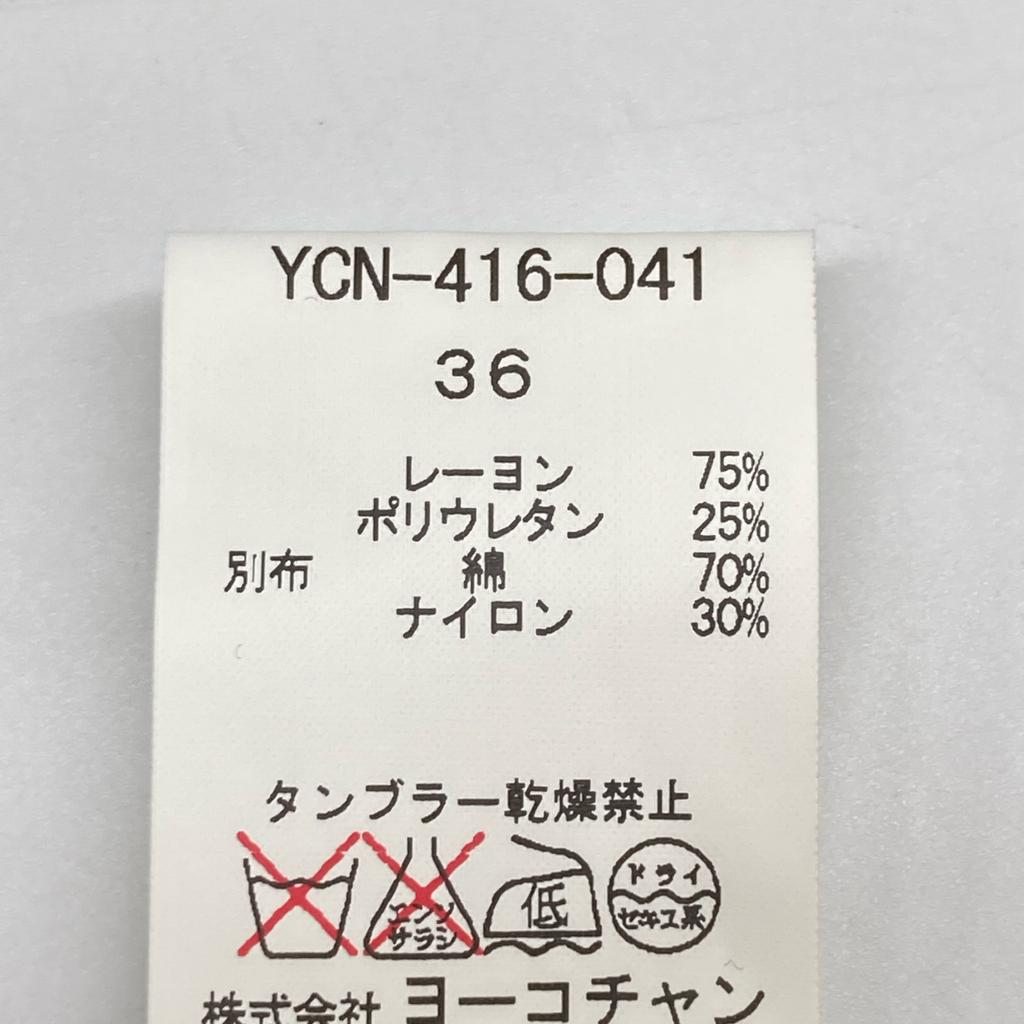 YCN-416-041
36
レーヨン 75%
ポリウレタン 25%
別布 綿 70%
ナイロン 30%
タンブラー乾燥禁止
エンソ
サラシ
低
ドライ
セキユ系
株式会社 ヨーコチャン